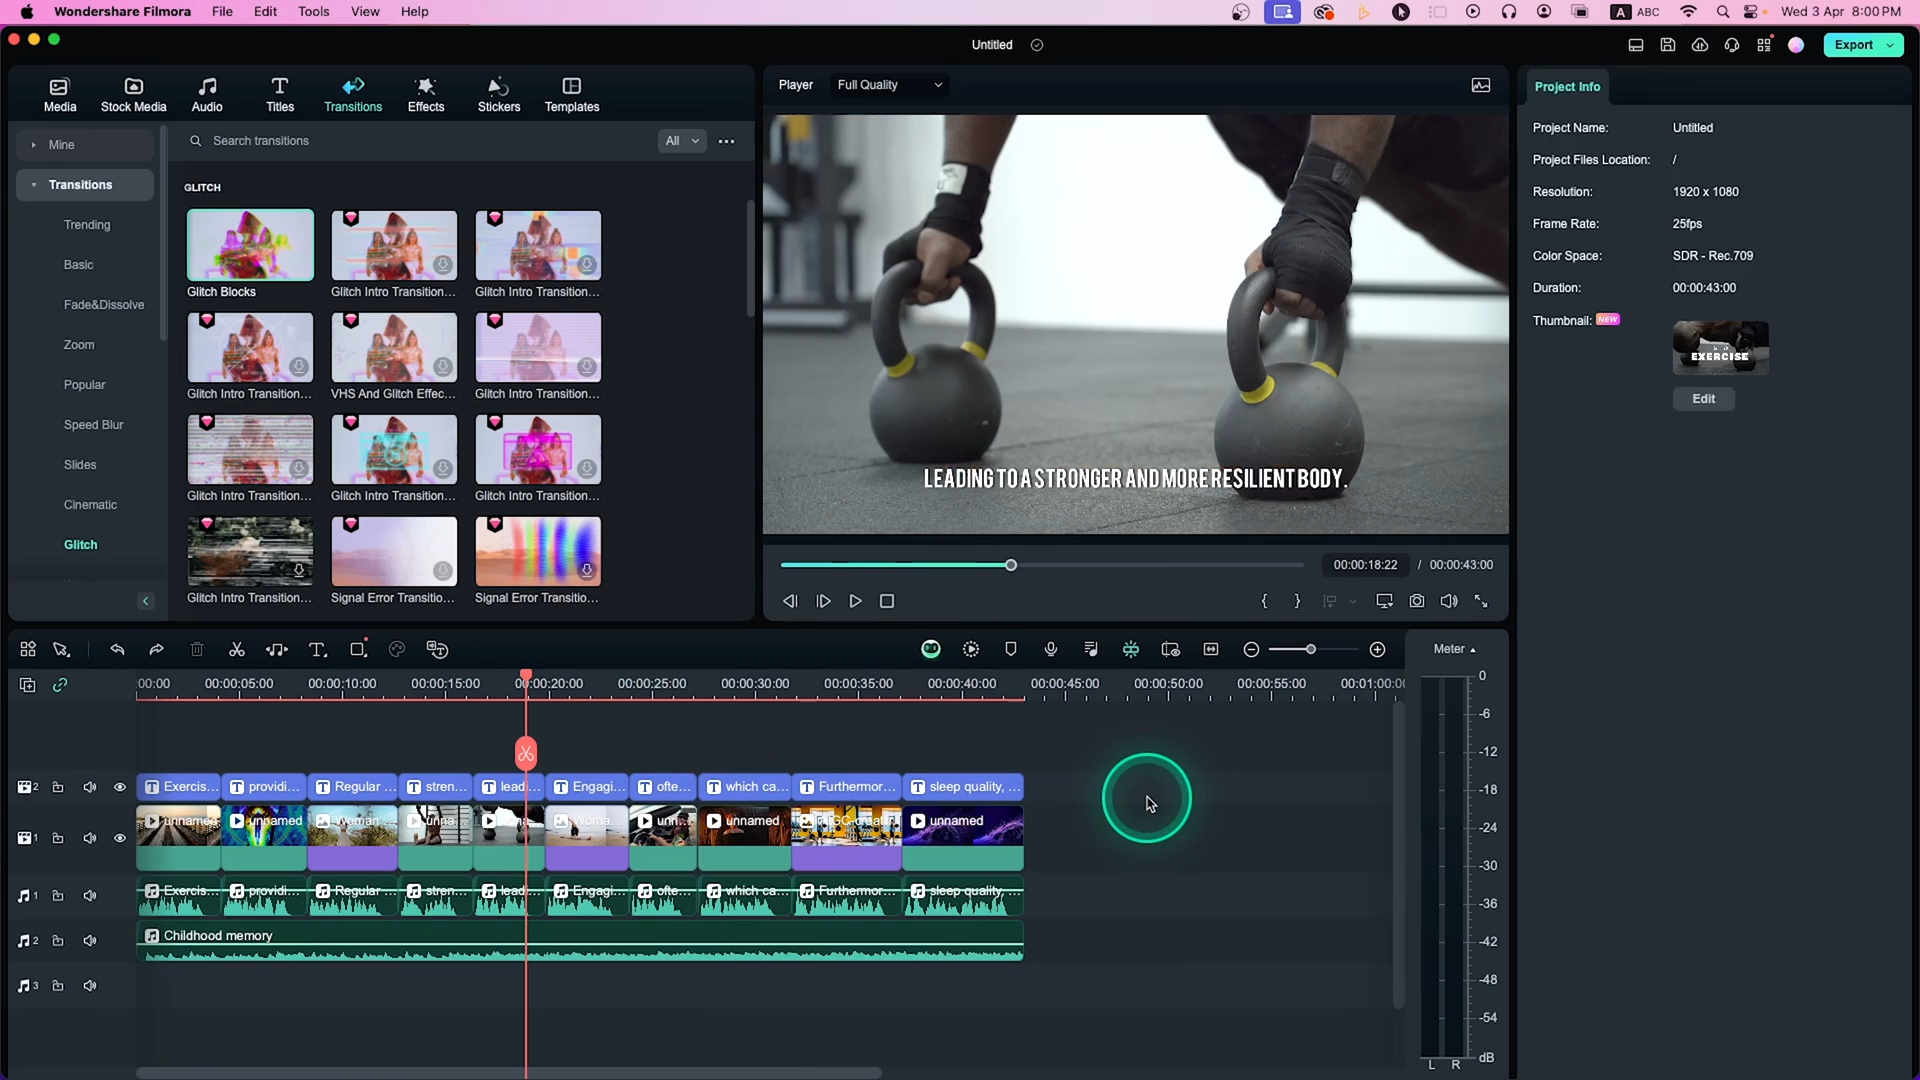 Wondershare Filmora File Edit Tools View Help
A ABC Wed 3 Apr 8:00 PM
Untitled
Export
Media Stock Media Audio Titles Transitions Effects Stickers Templates
Mine
Transitions
Trending
Basic
Fade&Dissolve
Zoom
Popular
Speed Blur
Slides
Cinematic
Glitch
Search transitions All
GLITCH
Glitch Blocks Glitch Intro Transition... Glitch Intro Transition...
Glitch Intro Transition... VHS And Glitch Effec... Glitch Intro Transition...
Glitch Intro Transition... Glitch Intro Transition... Glitch Intro Transition...
Glitch Intro Transition... Signal Error Transitio... Signal Error Transitio...
Player Full Quality
LEADING TO A STRONGER AND MORE RESILIENT BODY.
00:00:18:22 / 00:00:43:00
Project Info
Project Name: Untitled
Project Files Location: /
Resolution: 1920 x 1080
Frame Rate: 25fps
Color Space: SDR - Rec.709
Duration: 00:00:43:00
Thumbnail: NEW
EXERCISE
Edit
Meter
:00:00 00:00:05:00 00:00:10:00 00:00:15:00 00:00:20:00 00:00:25:00 00:00:30:00 00:00:35:00 00:00:40:00 00:00:45:00 00:00:50:00 00:00:55:00 00:01:00:0
2 Exercis... providi... Regular ... stren... leadi... Engagi... ofte... which ca... Furthermor... sleep quality, ...
1 unnamed unnamed Woman unna... Woma... unn... unnamed unnamed
1 Exercis... providi... Regular ... stren... leadi... Engagi... ofte... which ca... Furthermor... sleep quality, ...
2 Childhood memory
3
0
-6
-12
-18
-24
-30
-36
-42
-48
-54
dB
L R